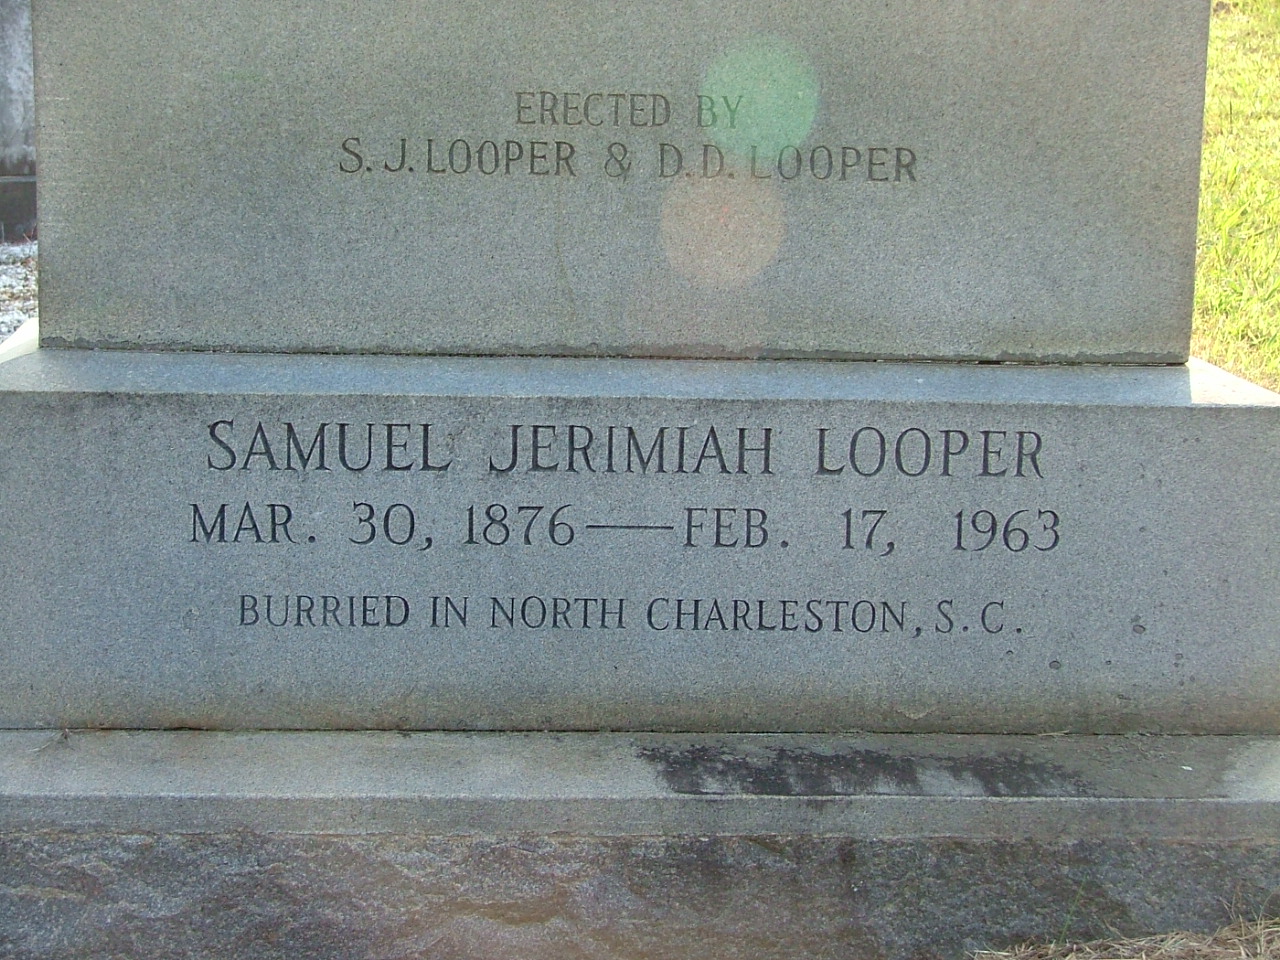 ERECTED BY
S. J. LOOPER & D. D. LOOPER
SAMUEL JERIMIAH LOOPER
MAR. 30, 1876 — FEB. 17, 1963
BURRIED IN NORTH CHARLESTON, S. C.